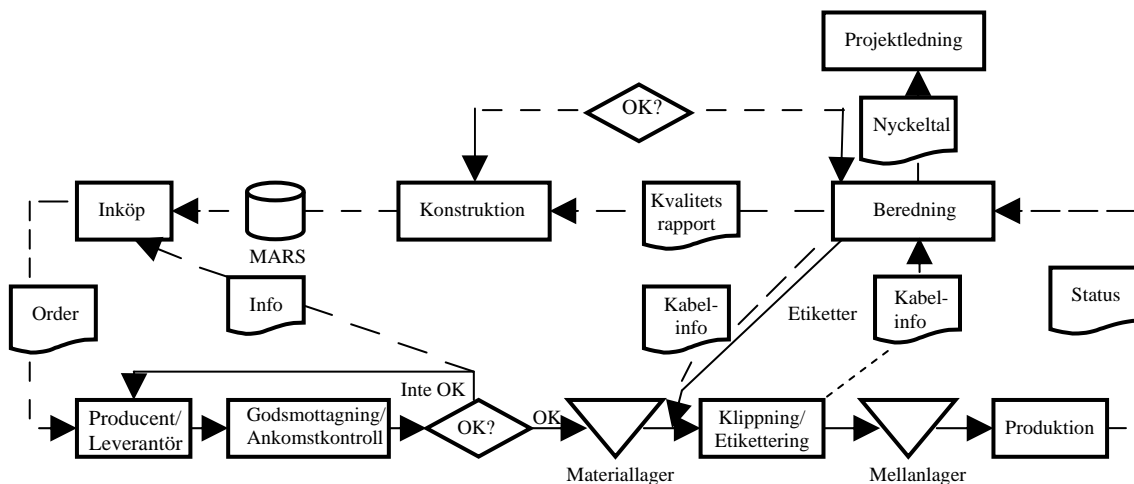 Projektledning
OK?
Nyckeltal
Inköp
MARS
Konstruktion
Kvalitets
rapport
Beredning
Order
Info
Kabel-
info
Etiketter
Kabel-
info
Status
Inte OK
Producent/
Leverantör
Godsmottagning/
Ankomstkontroll
OK?
OK
Materiallager
Klippning/
Etikettering
Mellanlager
Produktion